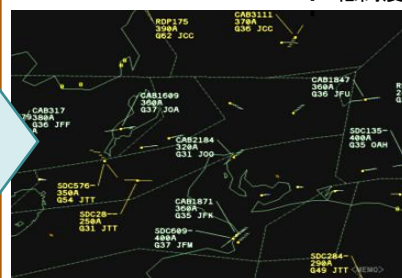 RDP175
390A
G62 JCC
CAB3111
370A
G36 JCC
CAB317
380A
G36 JFF
A
CAB1609
360A
G37 JOA
CAB1847
360A
G36 JFU
CAB2184
320A
G31 JOO
SDC135-
400A
G35 OAH
SDC576-
350A
G54 JTT
SDC28-
250A
G31 JTT
CAB1871
360A
G35 JFK
SDC609-
400A
G37 JFM
SDC284-
290A
G49 JTT
<MEMO>